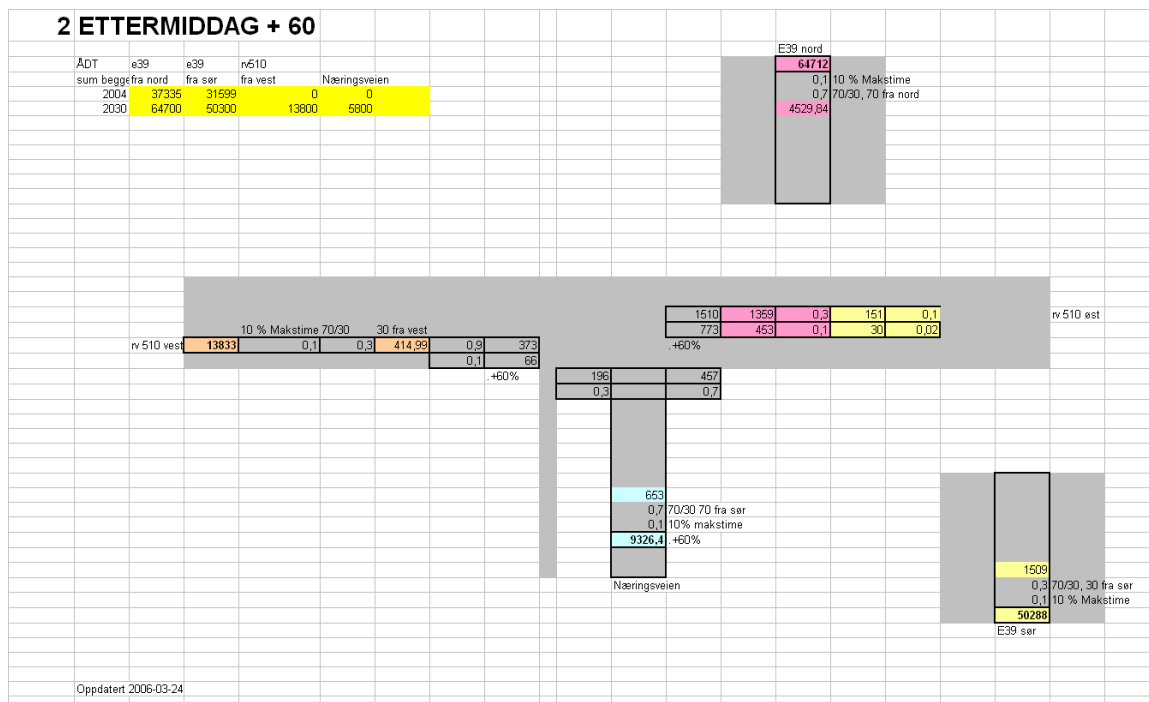 2 ETTERMIDDAG + 60
E39 nord
ÅDT e39 e39 rv510
sum begge fra nord fra sør fra vest Næringsveien
2004 37335 31599 0 0
2030 64700 50300 13800 5800
64712
0,1 10 % Makstime
0,7 70/30, 70 fra nord
4529,84
1510 1359 0,3 151 0,1 rv 510 øst
773 453 0,1 30 0,02
.+60%
10 % Makstime 70/30 30 fra vest
rv 510 vest 13833 0,1 0,3 414,99 0,9 373
0,1 66
.+60%
196 457
0,3 0,7
653
0,7 70/30 70 fra sør
0,1 10% makstime
9326,4 .+60%
Næringsveien
1509
0,3 70/30, 30 fra sør
0,1 10 % Makstime
50288
E39 sør
Oppdatert 2006-03-24